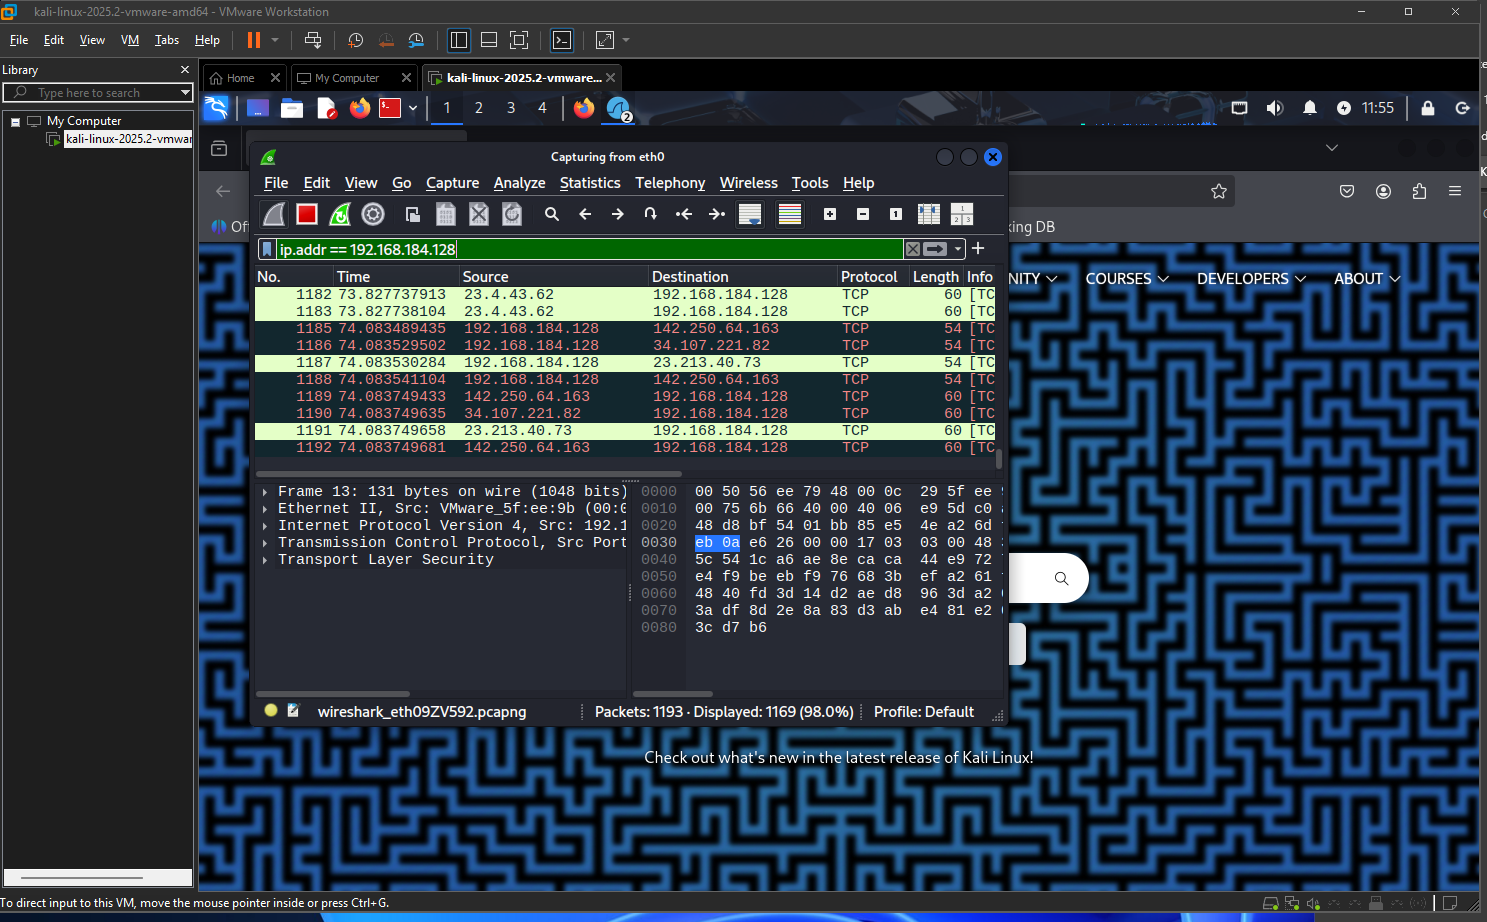 kali-linux-2025.2-vmware-amd64 - VMware Workstation
File Edit View VM Tabs Help
Library
Type here to search
My Computer
kali-linux-2025.2-vmwar
Home
My Computer
kali-linux-2025.2-vmware...
1 2 3 4
2
11:55
Capturing from eth0
File Edit View Go Capture Analyze Statistics Telephony Wireless Tools Help
ip.addr == 192.168.184.128
No. Time Source Destination Protocol Length Info
1182 73.827737913 23.4.43.62 192.168.184.128 TCP 60 [TC
1183 73.827738104 23.4.43.62 192.168.184.128 TCP 60 [TC
1185 74.083489435 192.168.184.128 142.250.64.163 TCP 54 [TC
1186 74.083529502 192.168.184.128 34.107.221.82 TCP 54 [TC
1187 74.083530284 192.168.184.128 23.213.40.73 TCP 54 [TC
1188 74.083541104 192.168.184.128 142.250.64.163 TCP 54 [TC
1189 74.083749433 142.250.64.163 192.168.184.128 TCP 60 [TC
1190 74.083749635 34.107.221.82 192.168.184.128 TCP 60 [TC
1191 74.083749658 23.213.40.73 192.168.184.128 TCP 60 [TC
1192 74.083749681 142.250.64.163 192.168.184.128 TCP 60 [TC
Frame 13: 131 bytes on wire (1048 bits)
Ethernet II, Src: VMware_5f:ee:9b (00:0
Internet Protocol Version 4, Src: 192.1
Transmission Control Protocol, Src Port
Transport Layer Security
0000 00 50 56 ee 79 48 00 0c 29 5f ee
0010 00 75 6b 66 40 00 40 06 e9 5d c0
0020 48 d8 bf 54 01 bb 85 e5 4e a2 6d
0030 eb 0a e6 26 00 00 17 03 03 00 48
0040 5c 54 1c a6 ae 8e ca ca 44 e9 72
0050 e4 f9 be eb f9 76 68 3b ef a2 61
0060 48 40 fd 3d 14 d2 ae d8 96 3d a2
0070 3a df 8d 2e 8a 83 d3 ab e4 81 e2
0080 3c d7 b6
wireshark_eth09ZV592.pcapng
Packets: 1193 · Displayed: 1169 (98.0%)
Profile: Default
Of
king DB
NITY COURSES DEVELOPERS ABOUT
Check out what's new in the latest release of Kali Linux!
To direct input to this VM, move the mouse pointer inside or press Ctrl+G.